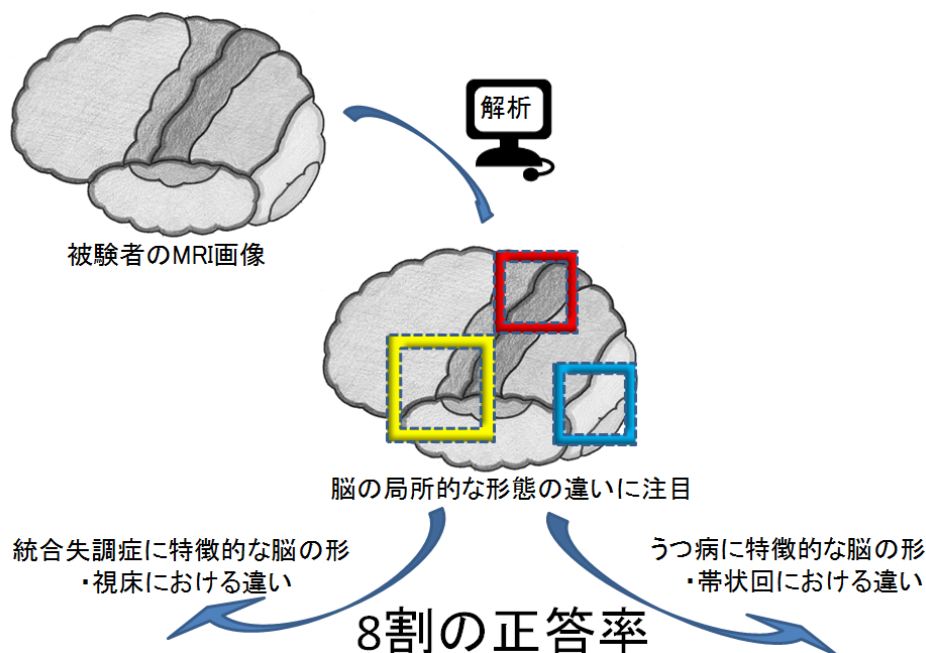 解析
被験者のMRI画像
脳の局所的な形態の違いに注目
統合失調症に特徴的な脳の形
・視床における違い
うつ病に特徴的な脳の形
・帯状回における違い
8割の正答率